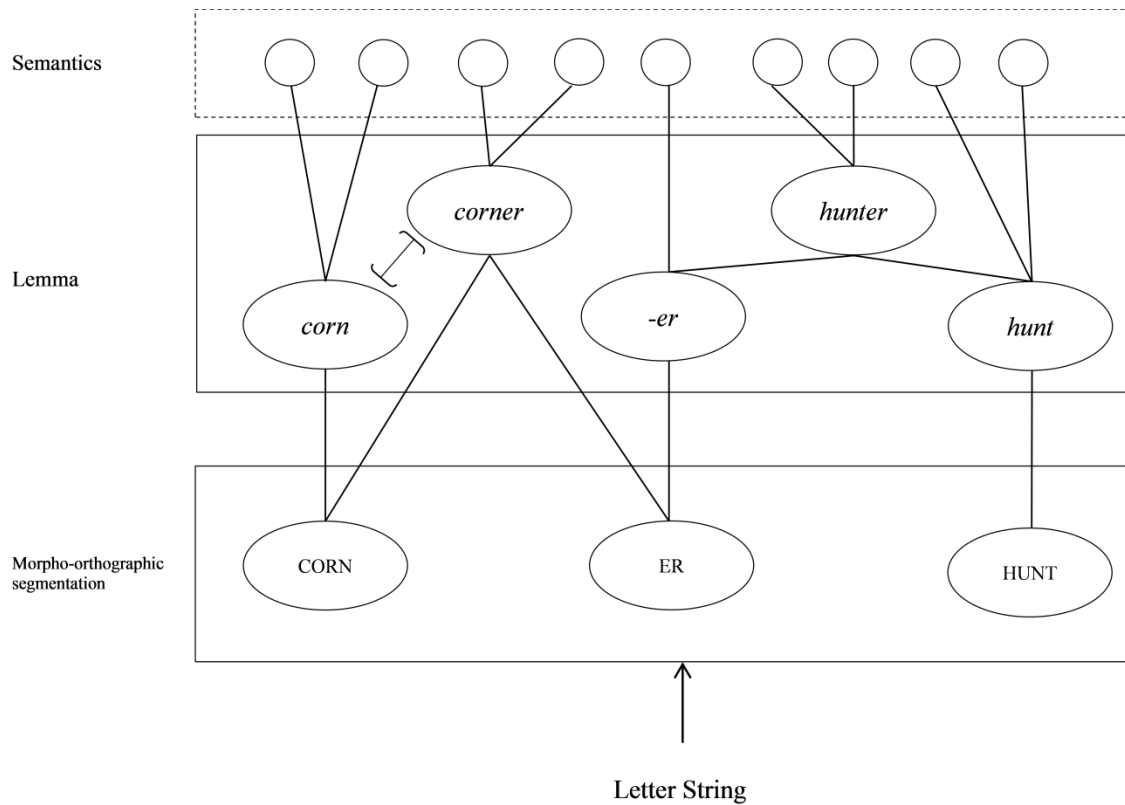 Semantics
corner
hunter
Lemma
corn
-er
hunt
Morpho-orthographic
segmentation
CORN
ER
HUNT
Letter String